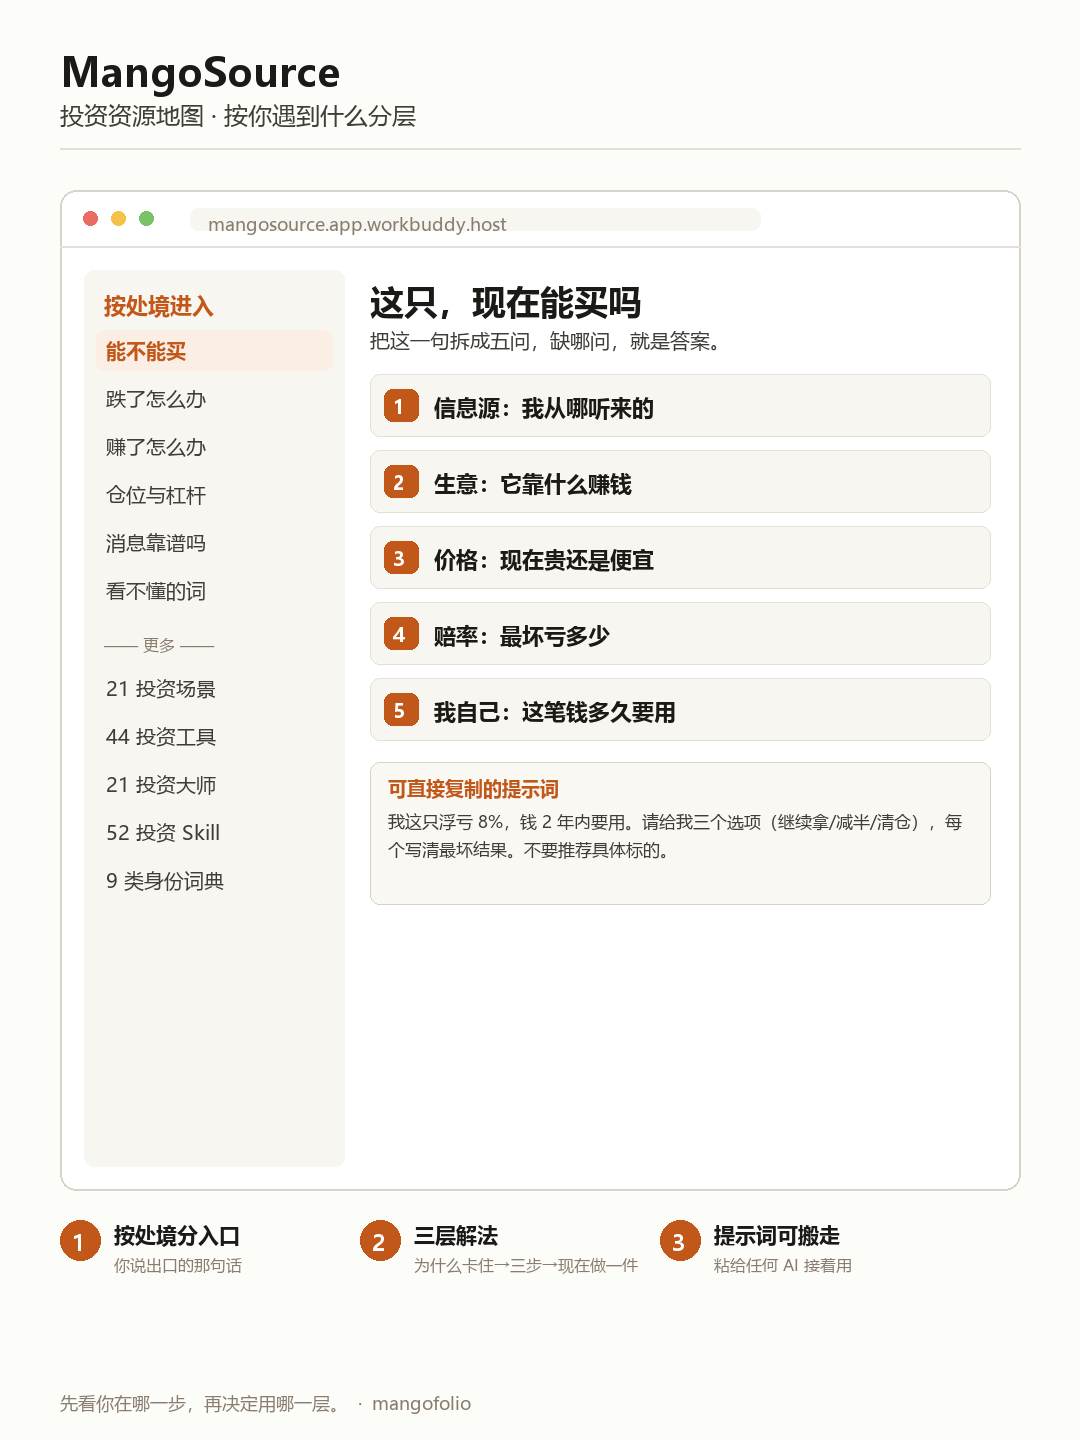 MangoSource
投资资源地图 · 按你遇到什么分层
mangosource.app.workbuddy.host
按处境进入
能不能买
跌了怎么办
赚了怎么办
仓位与杠杆
消息靠谱吗
看不懂的词
—— 更多 ——
21 投资场景
44 投资工具
21 投资大师
52 投资 Skill
9 类身份词典
这只，现在能买吗
把这一句拆成五问，缺哪问，就是答案。
1 信息源：我从哪听来的
2 生意：它靠什么赚钱
3 价格：现在贵还是便宜
4 赔率：最坏亏多少
5 我自己：这笔钱多久要用
可直接复制的提示词
我这只浮亏 8%，钱 2 年内要用。请给我三个选项（继续拿/减半/清仓），每
个写清最坏结果。不要推荐具体标的。
1 按处境分入口
你说出口的那句话
2 三层解法
为什么卡住→三步→现在做一件
3 提示词可搬走
粘给任何 AI 接着用
先看你在哪一步，再决定用哪一层。 · mangofolio